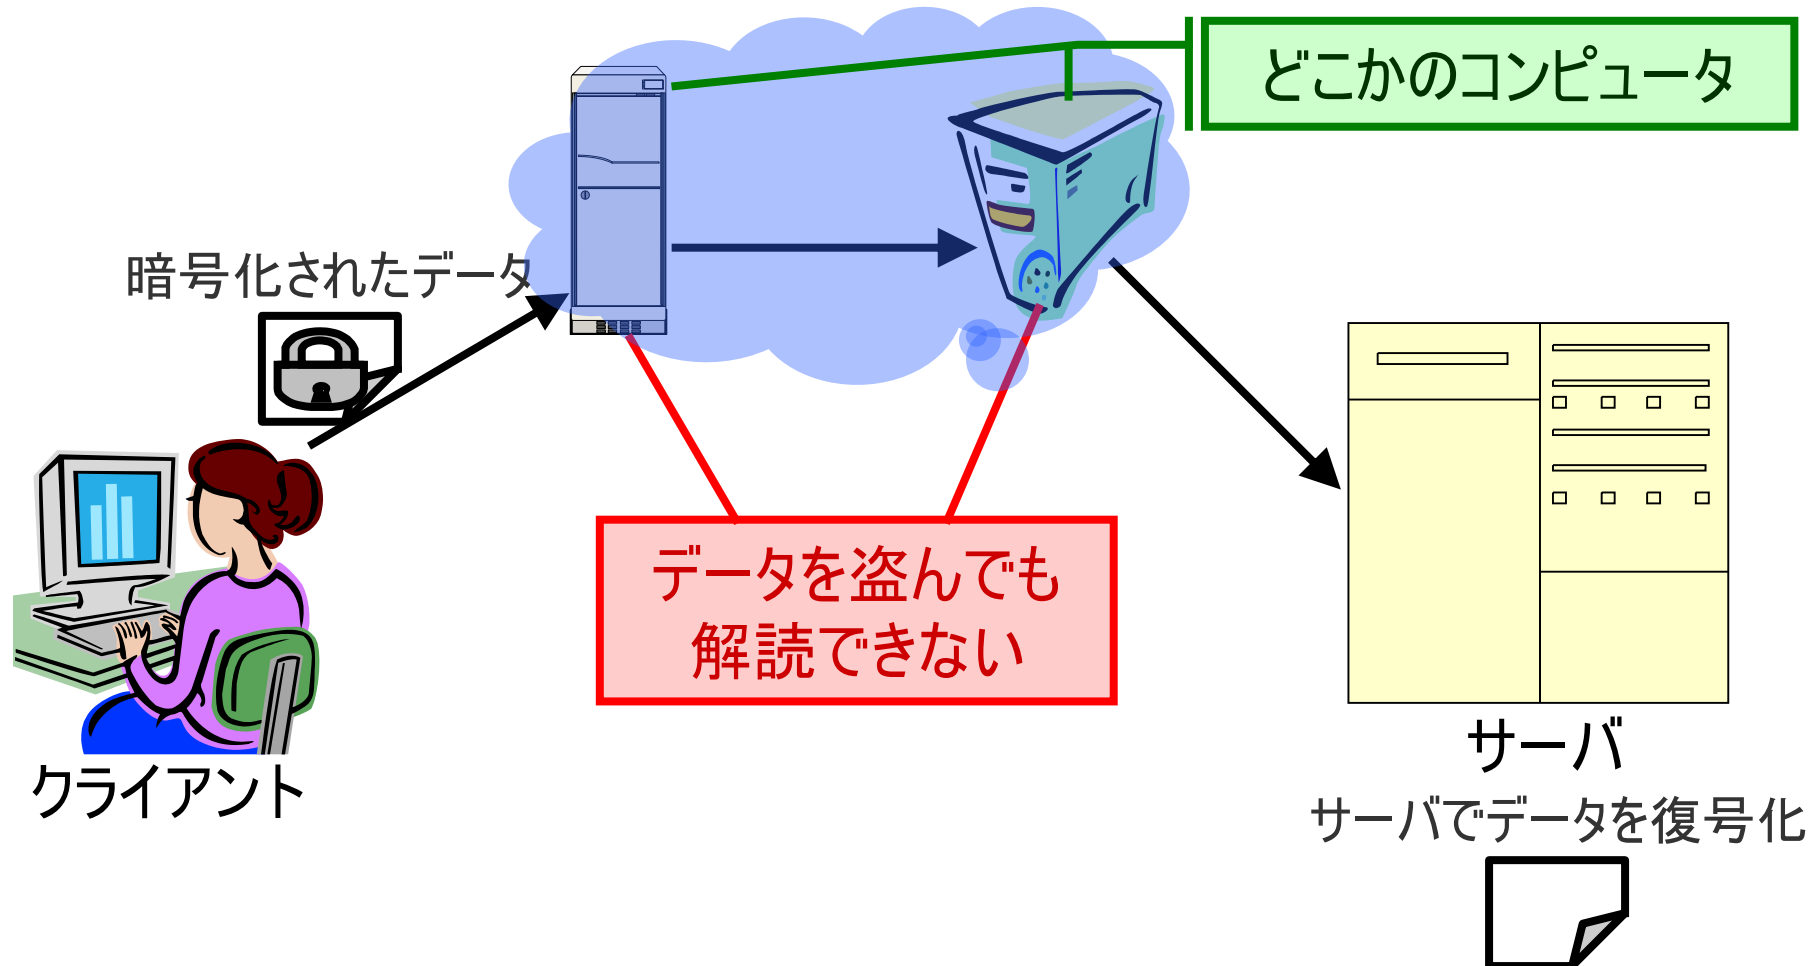 どこかのコンピュータ
暗号化されたデータ
データを盗んでも
解読できない
クライアント
サーバ
サーバでデータを復号化